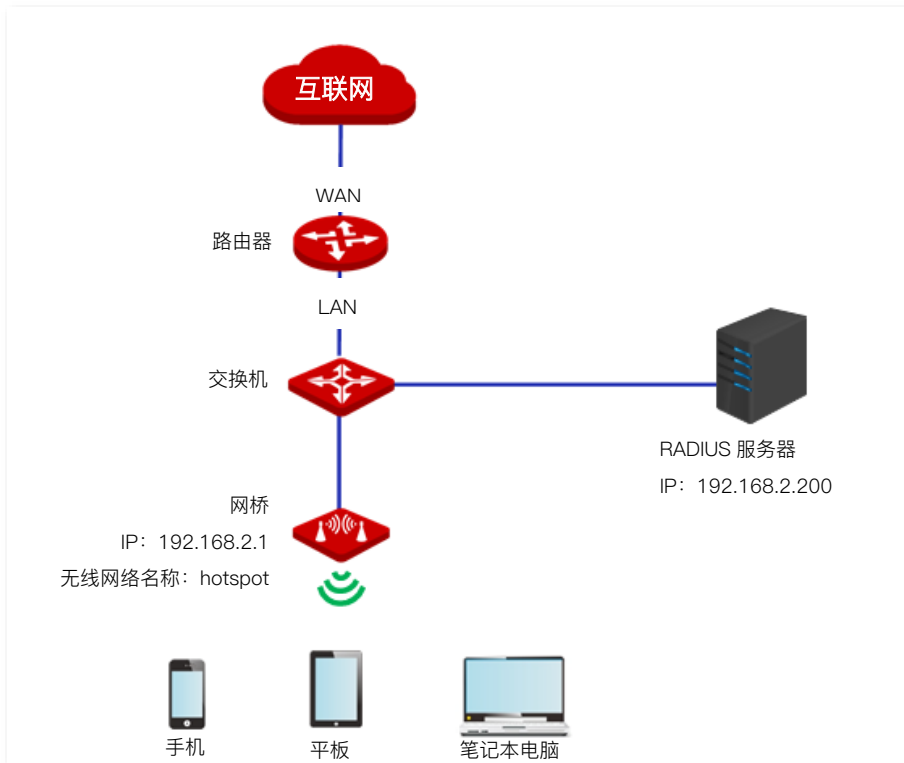 互联网
WAN
路由器
LAN
交换机
RADIUS 服务器
IP：192.168.2.200
网桥
IP：192.168.2.1
无线网络名称：hotspot
手机
平板
笔记本电脑